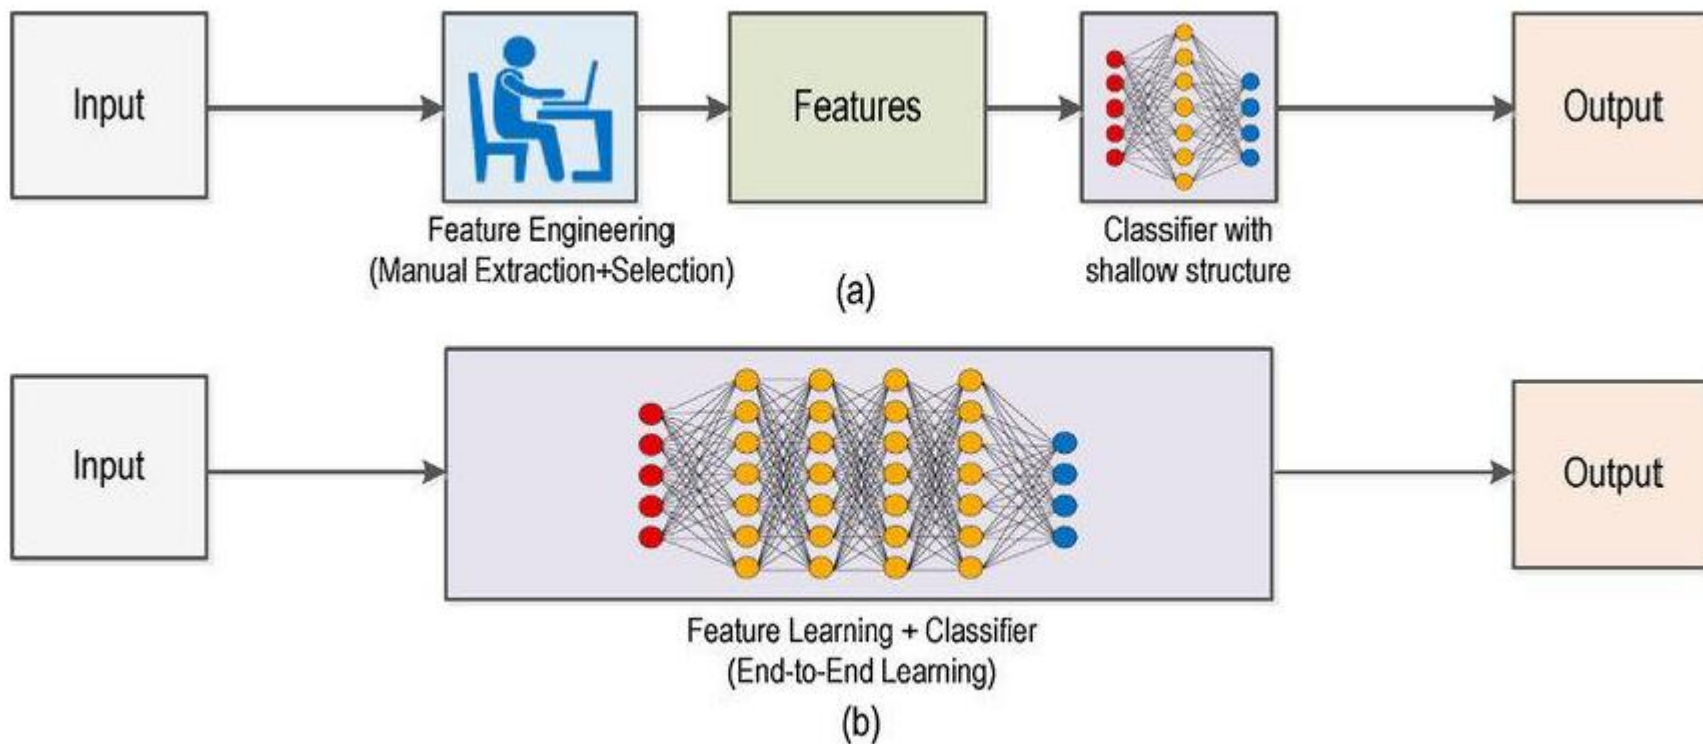 Input
Features
Output
Feature Engineering
(Manual Extraction+Selection)
Classifier with
shallow structure
(a)
Input
Output
Feature Learning + Classifier
(End-to-End Learning)
(b)